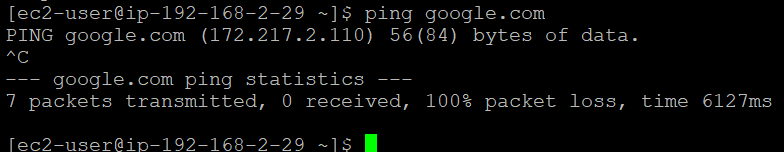 [ec2-user@ip-192-168-2-29 ~]$ ping google.com
PING google.com (172.217.2.110) 56(84) bytes of data.
^C
--- google.com ping statistics ---
7 packets transmitted, 0 received, 100% packet loss, time 6127ms
[ec2-user@ip-192-168-2-29 ~]$